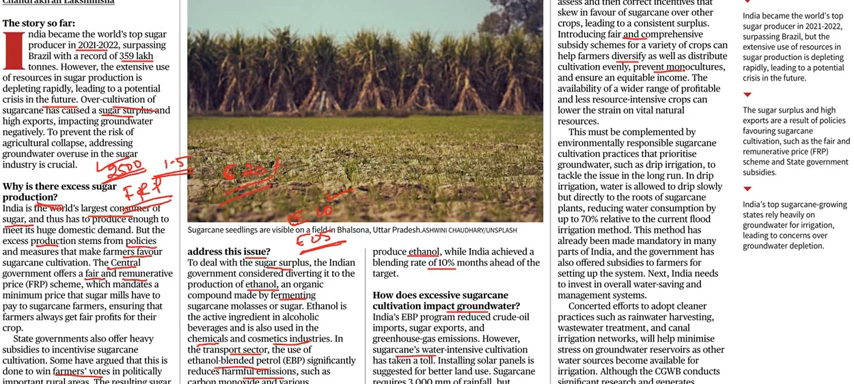 Chandrakiran Lakshmisha
The story so far:
India became the world's top sugar
producer in 2021-2022, surpassing
Brazil with a record of 359 lakh
tonnes. However, the extensive use
of resources in sugar production is
depleting rapidly, leading to a potential
crisis in the future. Over-cultivation of
sugarcane has caused a sugar surplus and
high exports, impacting groundwater
negatively. To prevent the risk of
agricultural collapse, addressing
groundwater overuse in the sugar
industry is crucial.
Why is there excess sugar
production?
India is the world's largest consumer of
sugar, and thus has to produce enough to
meet its huge domestic demand. But the
excess production stems from policies
and measures that make farmers favour
sugarcane cultivation. The Central
government offers a fair and remunerative
price (FRP) scheme, which mandates a
minimum price that sugar mills have to
pay to sugarcane farmers, ensuring that
farmers always get fair profits for their
crop.
State governments also offer heavy
subsidies to incentivise sugarcane
cultivation. Some have argued that this is
done to win farmers' votes in politically
important rural areas. The resulting sugar
2500
1.5
FRP
E 20%
E 10
E 05
Sugarcane seedlings are visible on a field in Bhalsona, Uttar Pradesh. ASHWINI CHAUDHARY/UNSPLASH
address this issue?
To deal with the sugar surplus, the Indian
government considered diverting it to the
production of ethanol, an organic
compound made by fermenting
sugarcane molasses or sugar. Ethanol is
the active ingredient in alcoholic
beverages and is also used in the
chemicals and cosmetics industries. In
the transport sector, the use of
ethanol-blended petrol (EBP) significantly
reduces harmful emissions, such as
carbon monoxide and various
produce ethanol, while India achieved a
blending rate of 10% months ahead of the
target.
How does excessive sugarcane
cultivation impact groundwater?
India's EBP program reduced crude-oil
imports, sugar exports, and
greenhouse-gas emissions. However,
sugarcane's water-intensive cultivation
has taken a toll. Installing solar panels is
suggested for better land use. Sugarcane
requires 3,000 mm of rainfall, but
assess and then correct incentives that
skew in favour of sugarcane over other
crops, leading to a consistent surplus.
Introducing fair and comprehensive
subsidy schemes for a variety of crops can
help farmers diversify as well as distribute
cultivation evenly, prevent monocultures,
and ensure an equitable income. The
availability of a wider range of profitable
and less resource-intensive crops can
lower the strain on vital natural
resources.
This must be complemented by
environmentally responsible sugarcane
cultivation practices that prioritise
groundwater, such as drip irrigation, to
tackle the issue in the long run. In drip
irrigation, water is allowed to drip slowly
but directly to the roots of sugarcane
plants, reducing water consumption by
up to 70% relative to the current flood
irrigation method. This method has
already been made mandatory in many
parts of India, and the government has
also offered subsidies to farmers for
setting up the system. Next, India needs
to invest in overall water-saving and
management systems.
Concerted efforts to adopt cleaner
practices such as rainwater harvesting,
wastewater treatment, and canal
irrigation networks, will help minimise
stress on groundwater reservoirs as other
water sources become available for
irrigation. Although the CGWB conducts
significant research and generates
India became the world's top
sugar producer in 2021-2022,
surpassing Brazil, but the
extensive use of resources in
sugar production is depleting
rapidly, leading to a potential
crisis in the future.
The sugar surplus and high
exports are a result of policies
favouring sugarcane
cultivation, such as the fair and
remunerative price (FRP)
scheme and State government
subsidies.
India's top sugarcane-growing
states rely heavily on
groundwater for irrigation,
leading to concerns over
groundwater depletion.